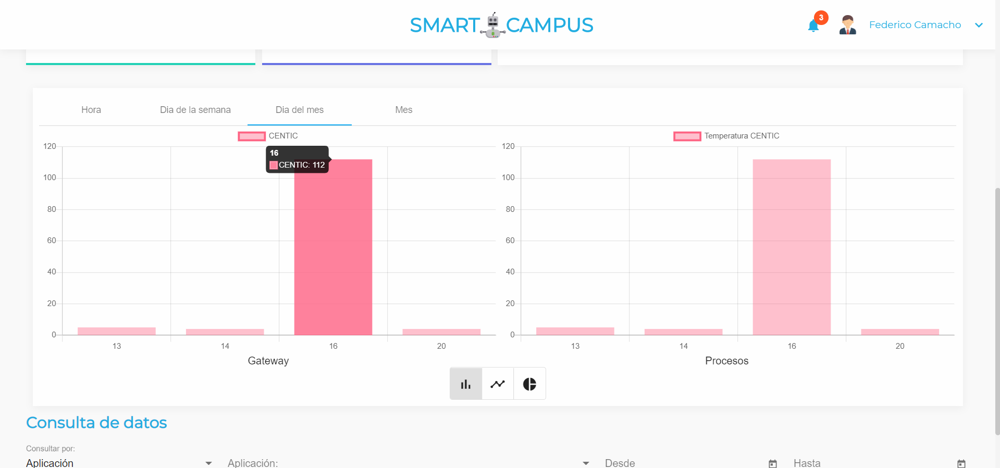 SMART CAMPUS
3
Federico Camacho
Hora
Dia de la semana
Dia del mes
Mes
CENTIC
120
100
80
60
40
20
0
16
CENTIC: 112
13
14
16
20
Gateway
Temperatura CENTIC
120
100
80
60
40
20
0
13
14
16
20
Procesos
Consulta de datos
Consultar por:
Aplicación
Aplicación:
Desde
Hasta